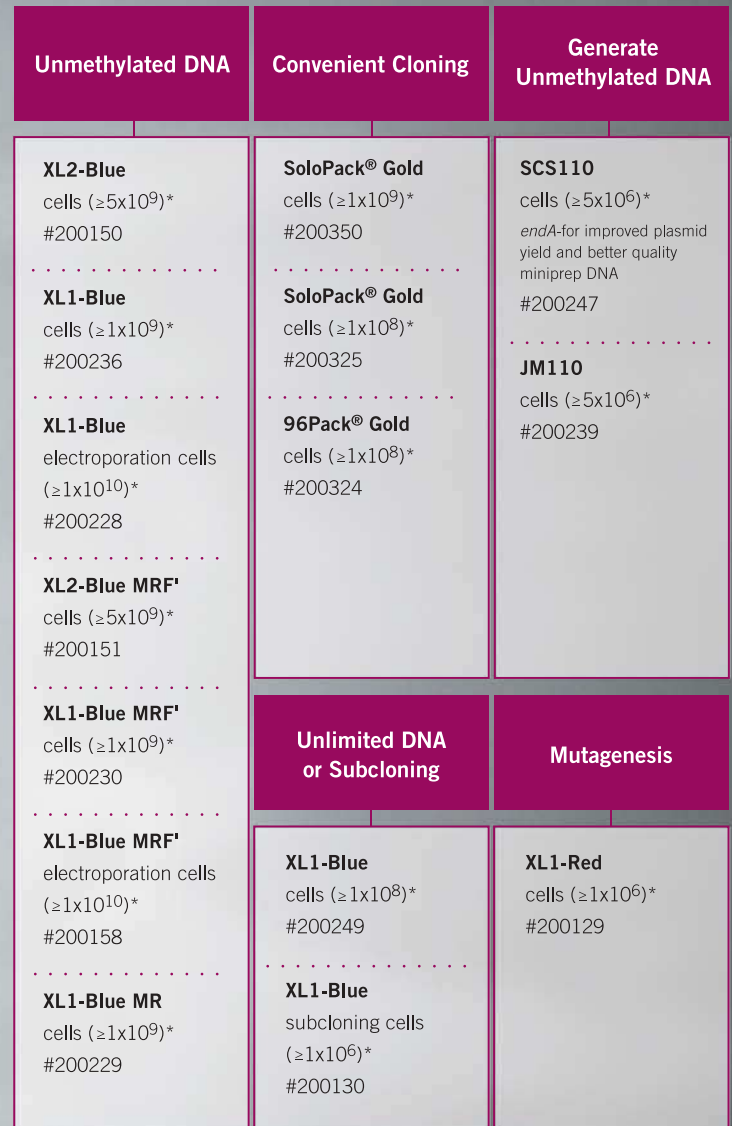 Unmethylated DNA
XL2-Blue
cells (≥5x10⁹)*
#200150
XL1-Blue
cells (≥1x10⁹)*
#200236
XL1-Blue
electroporation cells
(≥1x10¹⁰)*
#200228
XL2-Blue MRF'
cells (≥5x10⁹)*
#200151
XL1-Blue MRF'
cells (≥1x10⁹)*
#200230
XL1-Blue MRF'
electroporation cells
(≥1x10¹⁰)*
#200158
XL1-Blue MR
cells (≥1x10⁹)*
#200229
Convenient Cloning
SoloPack® Gold
cells (≥1x10⁹)*
#200350
SoloPack® Gold
cells (≥1x10⁸)*
#200325
96Pack® Gold
cells (≥1x10⁸)*
#200324
Generate
Unmethylated DNA
SCS110
cells (≥5x10⁶)*
endA-for improved plasmid
yield and better quality
miniprep DNA
#200247
JM110
cells (≥5x10⁶)*
#200239
Unlimited DNA
or Subcloning
XL1-Blue
cells (≥1x10⁸)*
#200249
XL1-Blue
subcloning cells
(≥1x10⁶)*
#200130
Mutagenesis
XL1-Red
cells (≥1x10⁶)*
#200129